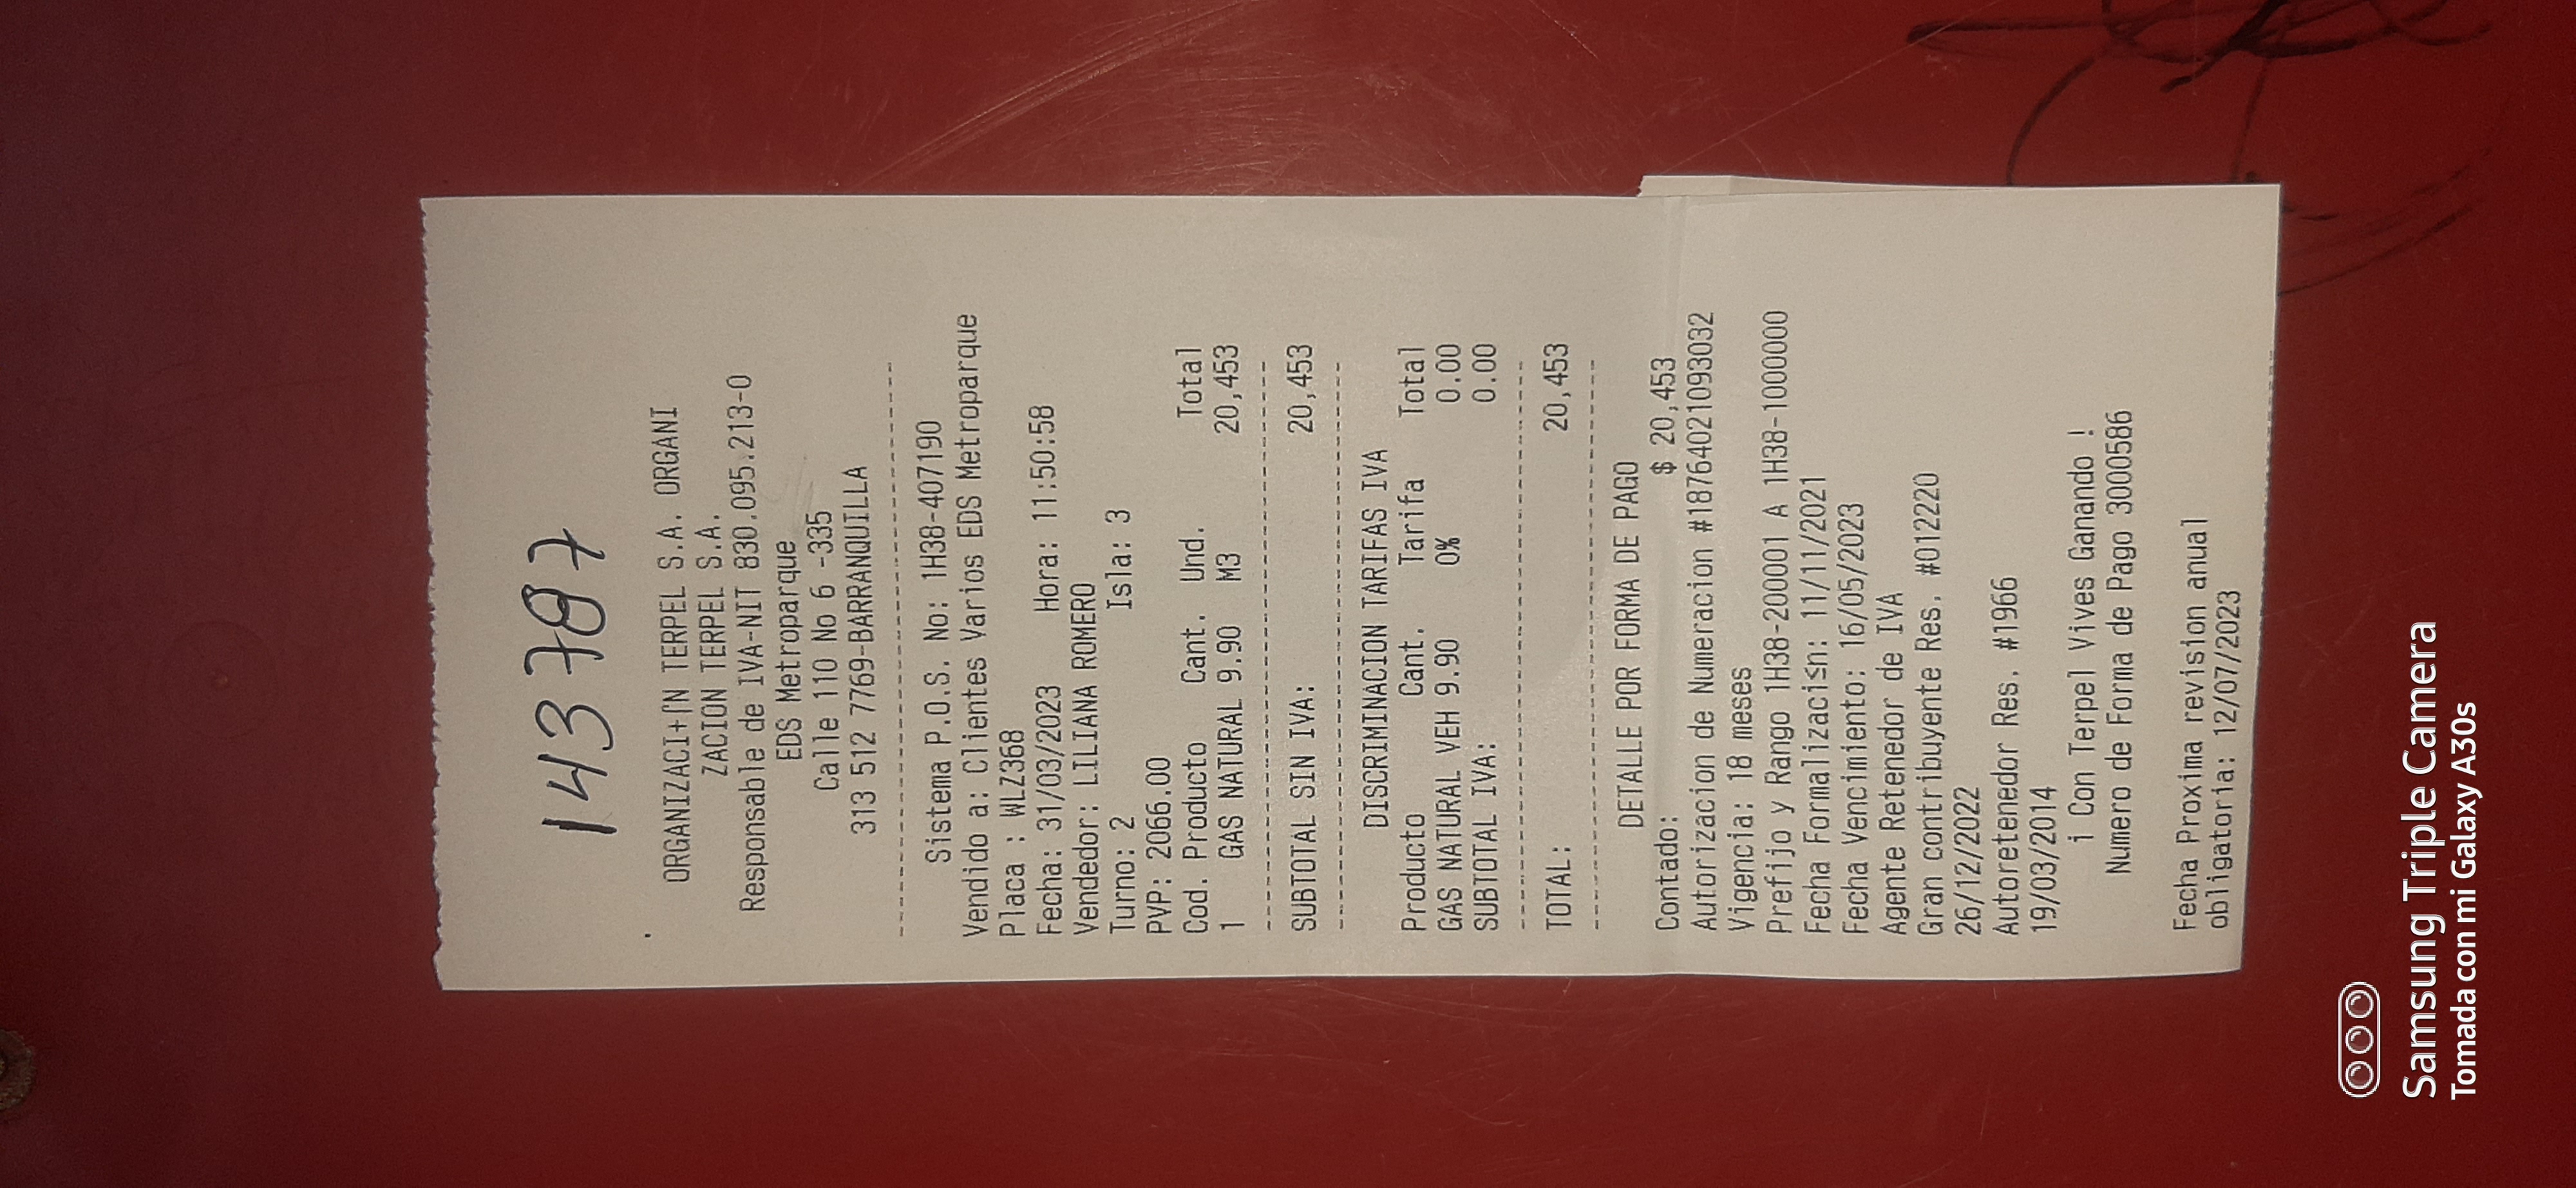 143787
ORGANIZACI+[N TERPEL S.A. ORGANI
ZACION TERPEL S.A.
Responsable de IVA-NIT 830.095.213-0
EDS Metroparque
Calle 110 No 6 -335
313 512 7769-BARRANQUILLA
Sistema P.O.S. No: 1H38-407190
Vendido a: Clientes Varios EDS Metroparque
Placa : WLZ368
Fecha: 31/03/2023 Hora: 11:50:58
Vendedor: LILIANA ROMERO
Turno: 2 Isla: 3
PVP: 2066.00
Cod. Producto Cant. Und. Total
1 GAS NATURAL 9.90 M3 20,453
SUBTOTAL SIN IVA: 20,453
DISCRIMINACION TARIFAS IVA
Producto Cant. Tarifa Total
GAS NATURAL VEH 9.90 0% 0.00
SUBTOTAL IVA: 0.00
TOTAL: 20,453
DETALLE POR FORMA DE PAGO
Contado: $ 20,453
Autorizacion de Numeracion #18764021093032
Vigencia: 18 meses
Prefijo y Rango 1H38-200001 A 1H38-1000000
Fecha Formalizaci≤n: 11/11/2021
Fecha Vencimiento: 16/05/2023
Agente Retenedor de IVA
Gran contribuyente Res. #012220
26/12/2022
Autoretenedor Res. #1966
19/03/2014
¡ Con Terpel Vives Ganando !
Numero de Forma de Pago 3000586
Fecha Proxima revision anual
obligatoria: 12/07/2023
Samsung Triple Camera
Tomada con mi Galaxy A30s